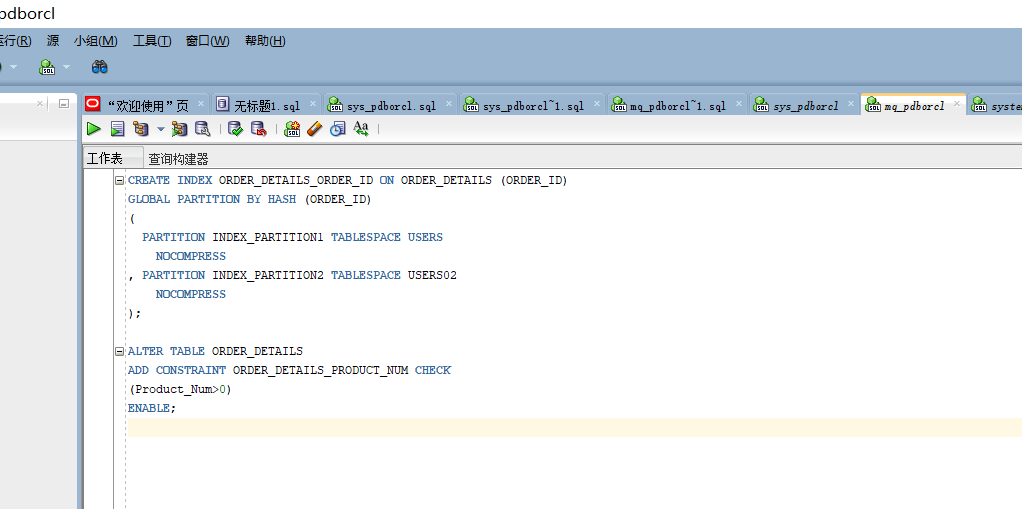 pdborcl
运行(R) 源 小组(M) 工具(T) 窗口(W) 帮助(H)
“欢迎使用”页 无标题1.sql sys_pdborcl.sql sys_pdborcl~1.sql mq_pdborcl~1.sql sys_pdborcl mq_pdborcl system
工作表 查询构建器
CREATE INDEX ORDER_DETAILS_ORDER_ID ON ORDER_DETAILS (ORDER_ID)
GLOBAL PARTITION BY HASH (ORDER_ID)
(
PARTITION INDEX_PARTITION1 TABLESPACE USERS
NOCOMPRESS
, PARTITION INDEX_PARTITION2 TABLESPACE USERS02
NOCOMPRESS
);
ALTER TABLE ORDER_DETAILS
ADD CONSTRAINT ORDER_DETAILS_PRODUCT_NUM CHECK
(Product_Num>0)
ENABLE;